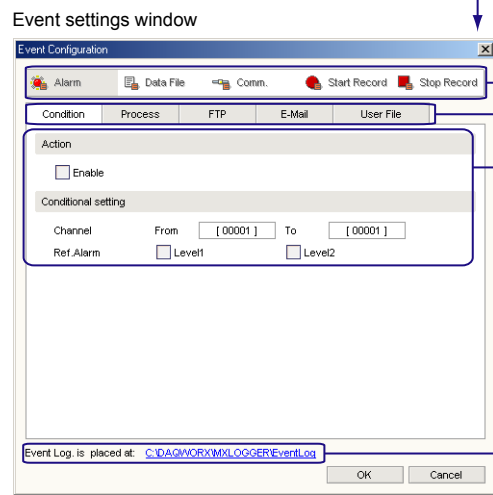 Event settings window
Event Configuration
Alarm Data File Comm. Start Record Stop Record
Condition Process FTP E-Mail User File
Action
Enable
Conditional setting
Channel From [ 00001 ] To [ 00001 ]
Ref.Alarm Level1 Level2
Event Log. is placed at: C:\DAQWORX\MXLOGGER\EventLog
OK Cancel